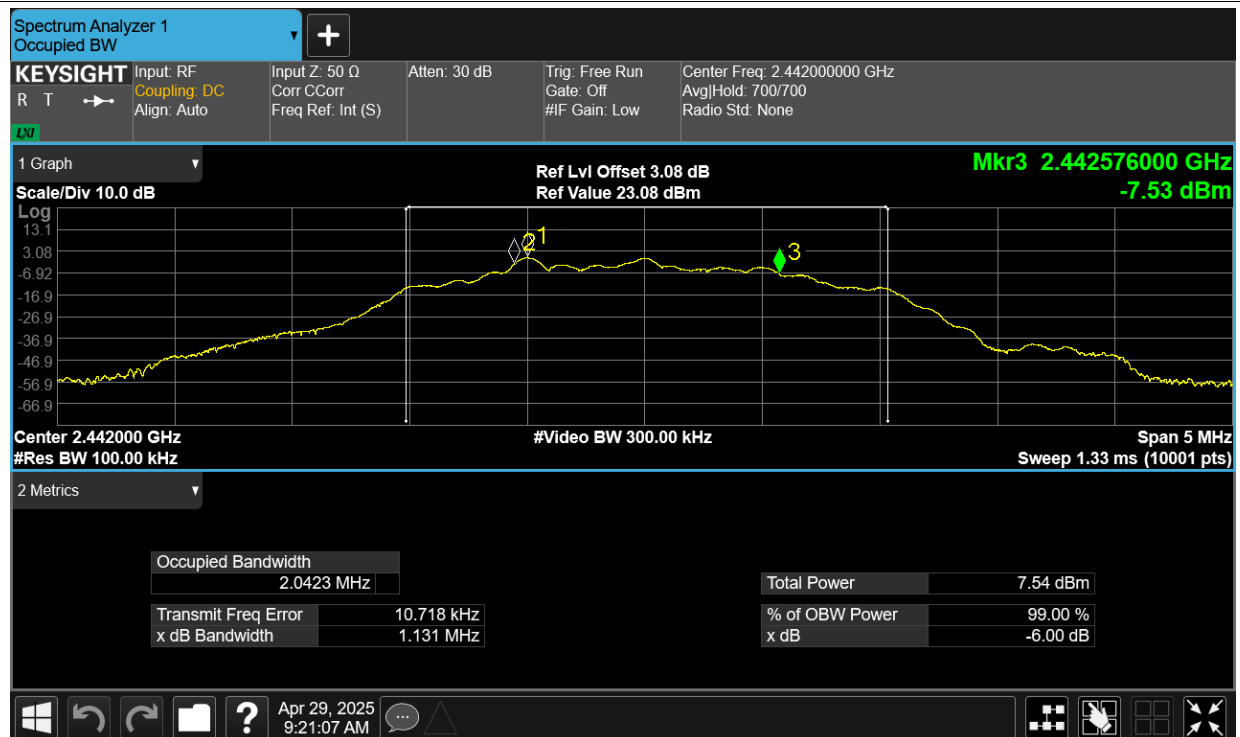 Spectrum Analyzer 1
Occupied BW
KEYSIGHT
R T
LXI
Input: RF
Coupling: DC
Align: Auto
Input Z: 50 Ω
Corr CCorr
Freq Ref: Int (S)
Atten: 30 dB
Trig: Free Run
Gate: Off
#IF Gain: Low
Center Freq: 2.442000000 GHz
Avg|Hold: 700/700
Radio Std: None
1 Graph
Scale/Div 10.0 dB
Ref Lvl Offset 3.08 dB
Ref Value 23.08 dBm
Mkr3 2.442576000 GHz
-7.53 dBm
Log
13.1
3.08
-6.92
-16.9
-26.9
-36.9
-46.9
-56.9
-66.9
2 1
3
Center 2.442000 GHz
#Video BW 300.00 kHz
Span 5 MHz
#Res BW 100.00 kHz
Sweep 1.33 ms (10001 pts)
2 Metrics
Occupied Bandwidth
2.0423 MHz
Total Power 7.54 dBm
Transmit Freq Error 10.718 kHz
% of OBW Power 99.00 %
x dB Bandwidth 1.131 MHz
x dB -6.00 dB
?
Apr 29, 2025
9:21:07 AM